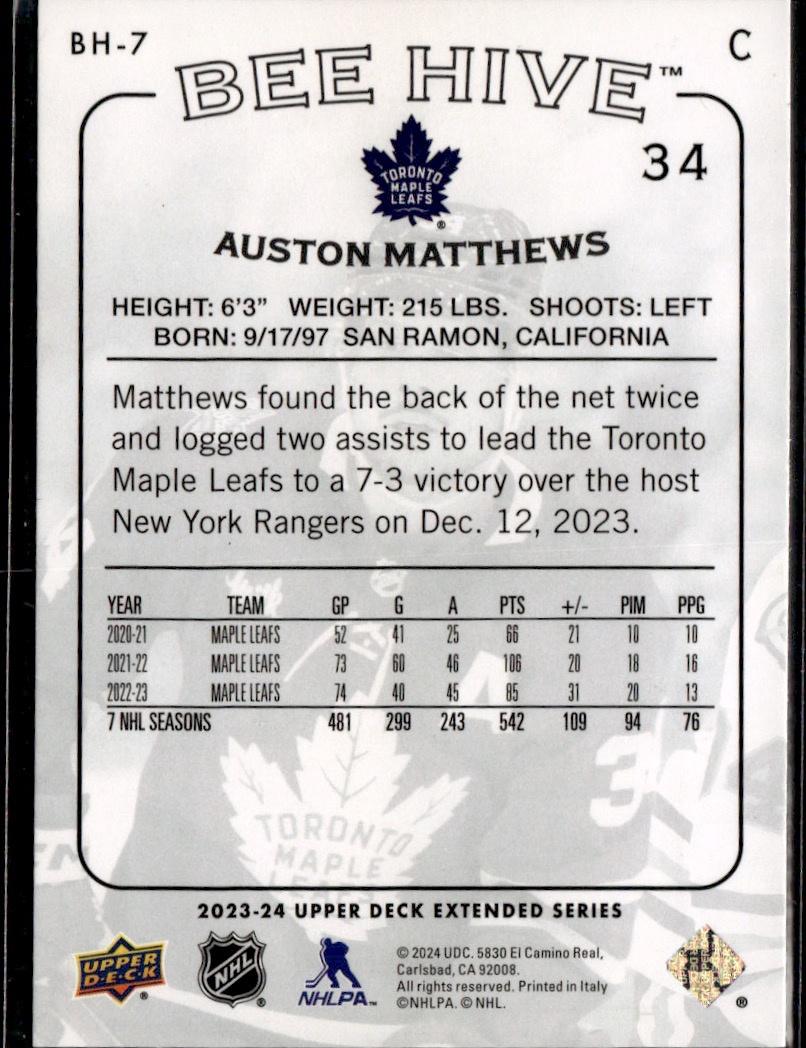 BH-7
C
BEE HIVE™
34
TORONTO
MAPLE
LEAFS
®
AUSTON MATTHEWS
HEIGHT: 6'3" WEIGHT: 215 LBS. SHOOTS: LEFT
BORN: 9/17/97 SAN RAMON, CALIFORNIA
Matthews found the back of the net twice
and logged two assists to lead the Toronto
Maple Leafs to a 7-3 victory over the host
New York Rangers on Dec. 12, 2023.
YEAR TEAM GP G A PTS +/- PIM PPG
2020-21 MAPLE LEAFS 52 41 25 66 21 10 10
2021-22 MAPLE LEAFS 73 60 46 106 20 18 16
2022-23 MAPLE LEAFS 74 40 45 85 31 20 13
7 NHL SEASONS 481 299 243 542 109 94 76
TORONTO
MAPLE
LEAFS
2023-24 UPPER DECK EXTENDED SERIES
UPPER
D·E·C·K
®
NHL
®
NHLPA™
© 2024 UDC. 5830 El Camino Real,
Carlsbad, CA 92008.
All rights reserved. Printed in Italy
©NHLPA. © NHL.
®